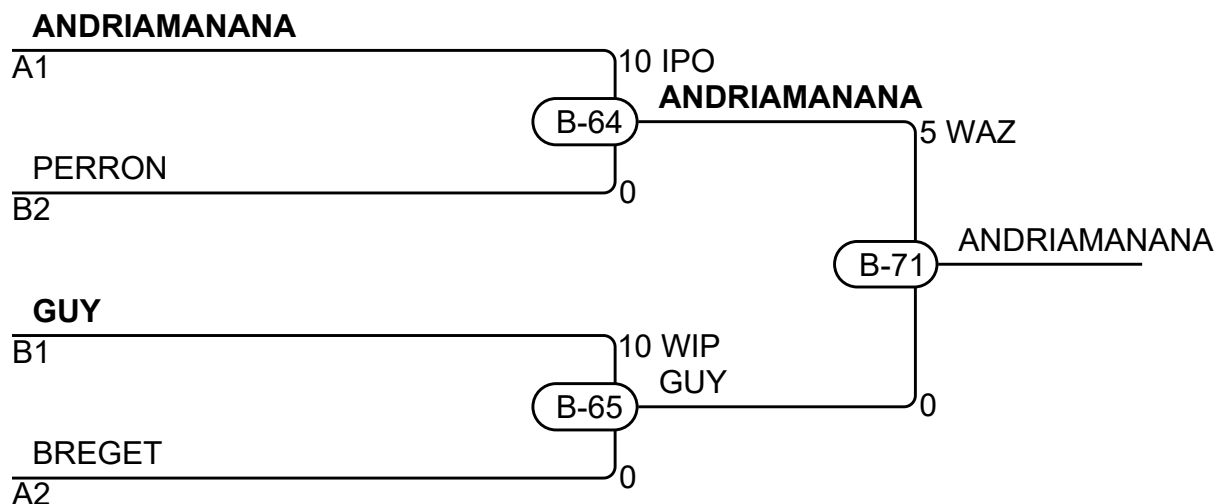 ANDRIAMANANA
A1
10 IPO
ANDRIAMANANA
B-64
5 WAZ
PERRON
B2
0
ANDRIAMANANA
B-71
GUY
B1
10 WIP
GUY
B-65
0
BREGET
A2
0